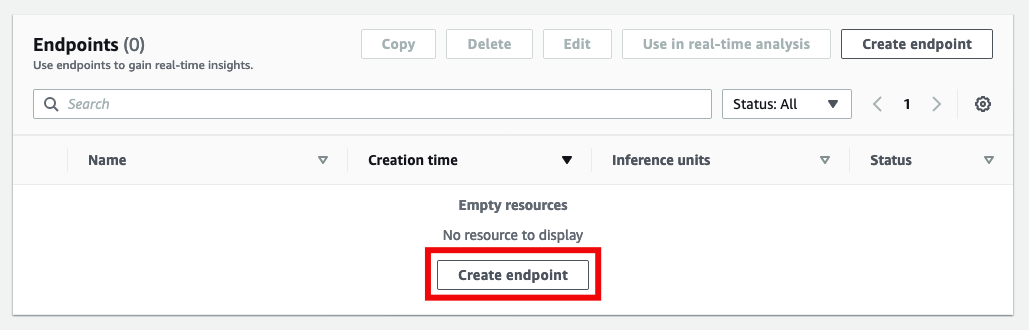 Endpoints (0) Copy Delete Edit Use in real-time analysis Create endpoint
Use endpoints to gain real-time insights.
Search Status: All 1
Name Creation time Inference units Status
Empty resources
No resource to display
Create endpoint